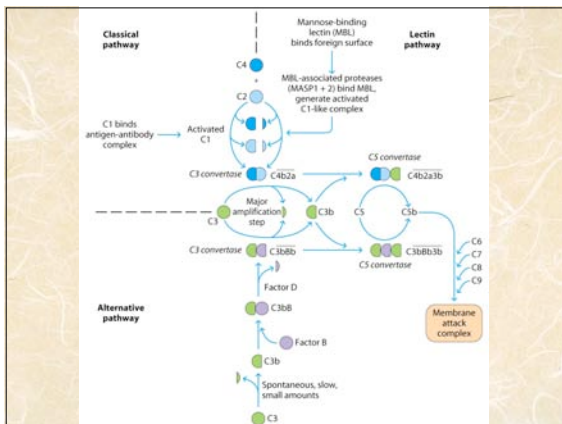 Classical
pathway
Mannose-binding
lectin (MBL)
binds foreign surface
Lectin
pathway
C4
+
C2
MBL-associated proteases
(MASP1 + 2) bind MBL,
generate activated
C1-like complex
C1 binds
antigen-antibody
complex
Activated
C1
C3 convertase
C4b2a
C5 convertase
C4b2a3b
C3
Major
amplification
step
C3b
C5
C5b
C3 convertase
C3bBb
C3bBb3b
C5 convertase
C6
C7
C8
C9
Factor D
Alternative
pathway
C3bB
Membrane
attack
complex
Factor B
C3b
Spontaneous, slow,
small amounts
C3